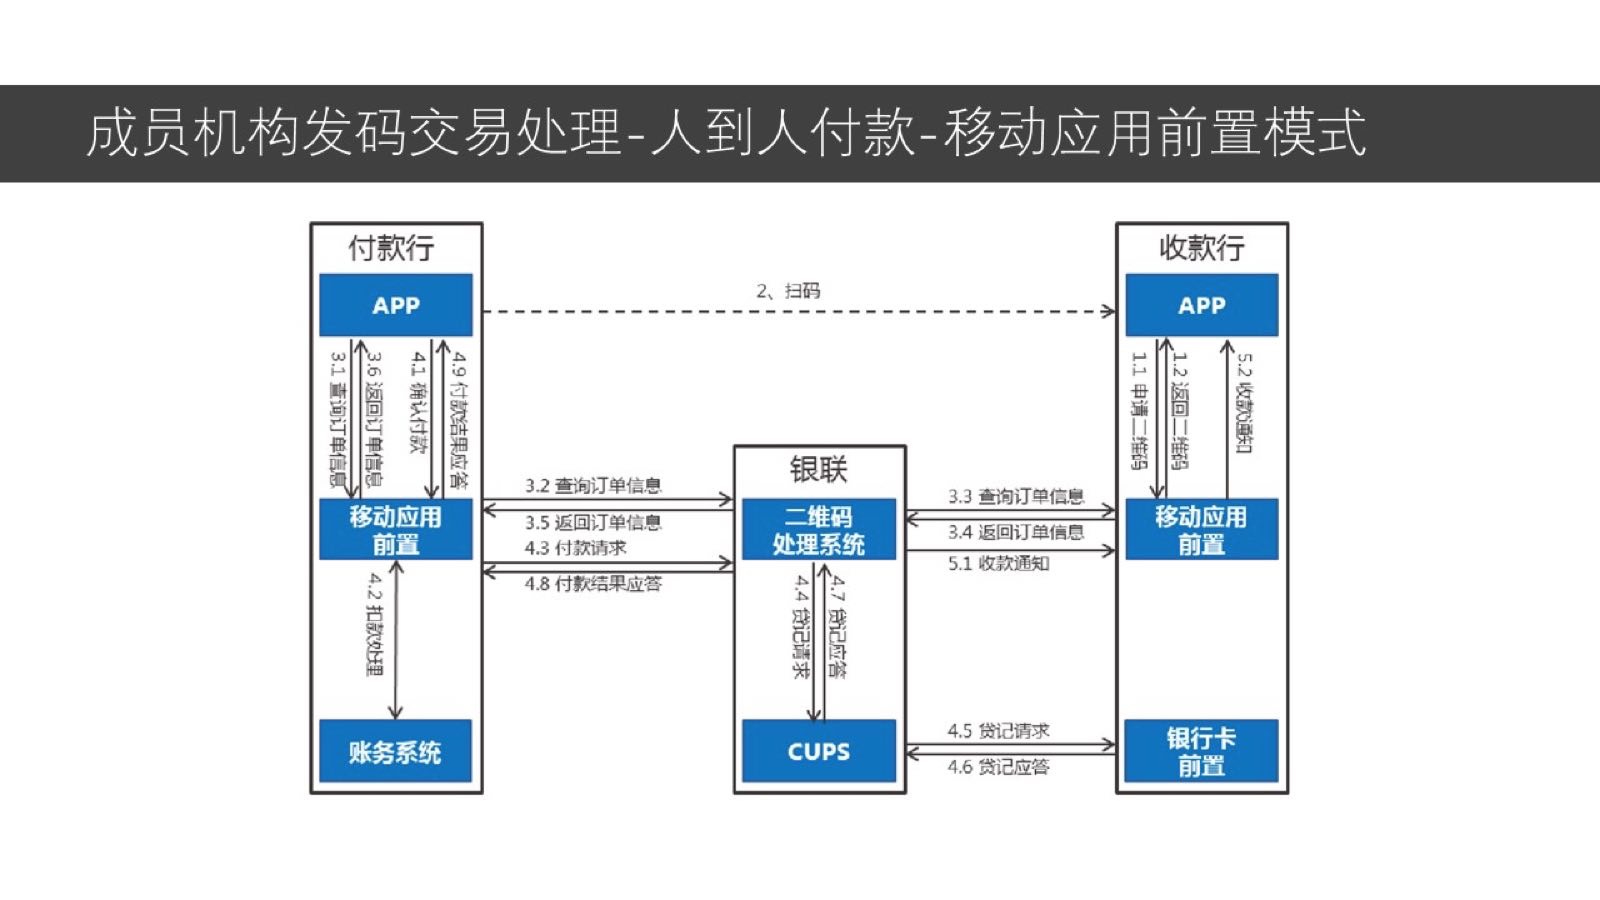 成员机构发码交易处理-人到人付款-移动应用前置模式
付款行
APP
3.1 查询订单信息
3.6 返回订单信息
4.1 确认付款
4.9 付款结果应答
移动应用
前置
4.2 扣款处理
账务系统
2、扫码
3.2 查询订单信息
3.5 返回订单信息
4.3 付款请求
4.8 付款结果应答
银联
二维码
处理系统
4.4 贷记请求
4.7 贷记应答
CUPS
3.3 查询订单信息
3.4 返回订单信息
5.1 收款通知
4.5 贷记请求
4.6 贷记应答
收款行
APP
1.1 申请二维码
1.2 返回二维码
5.2 收款通知
移动应用
前置
银行卡
前置